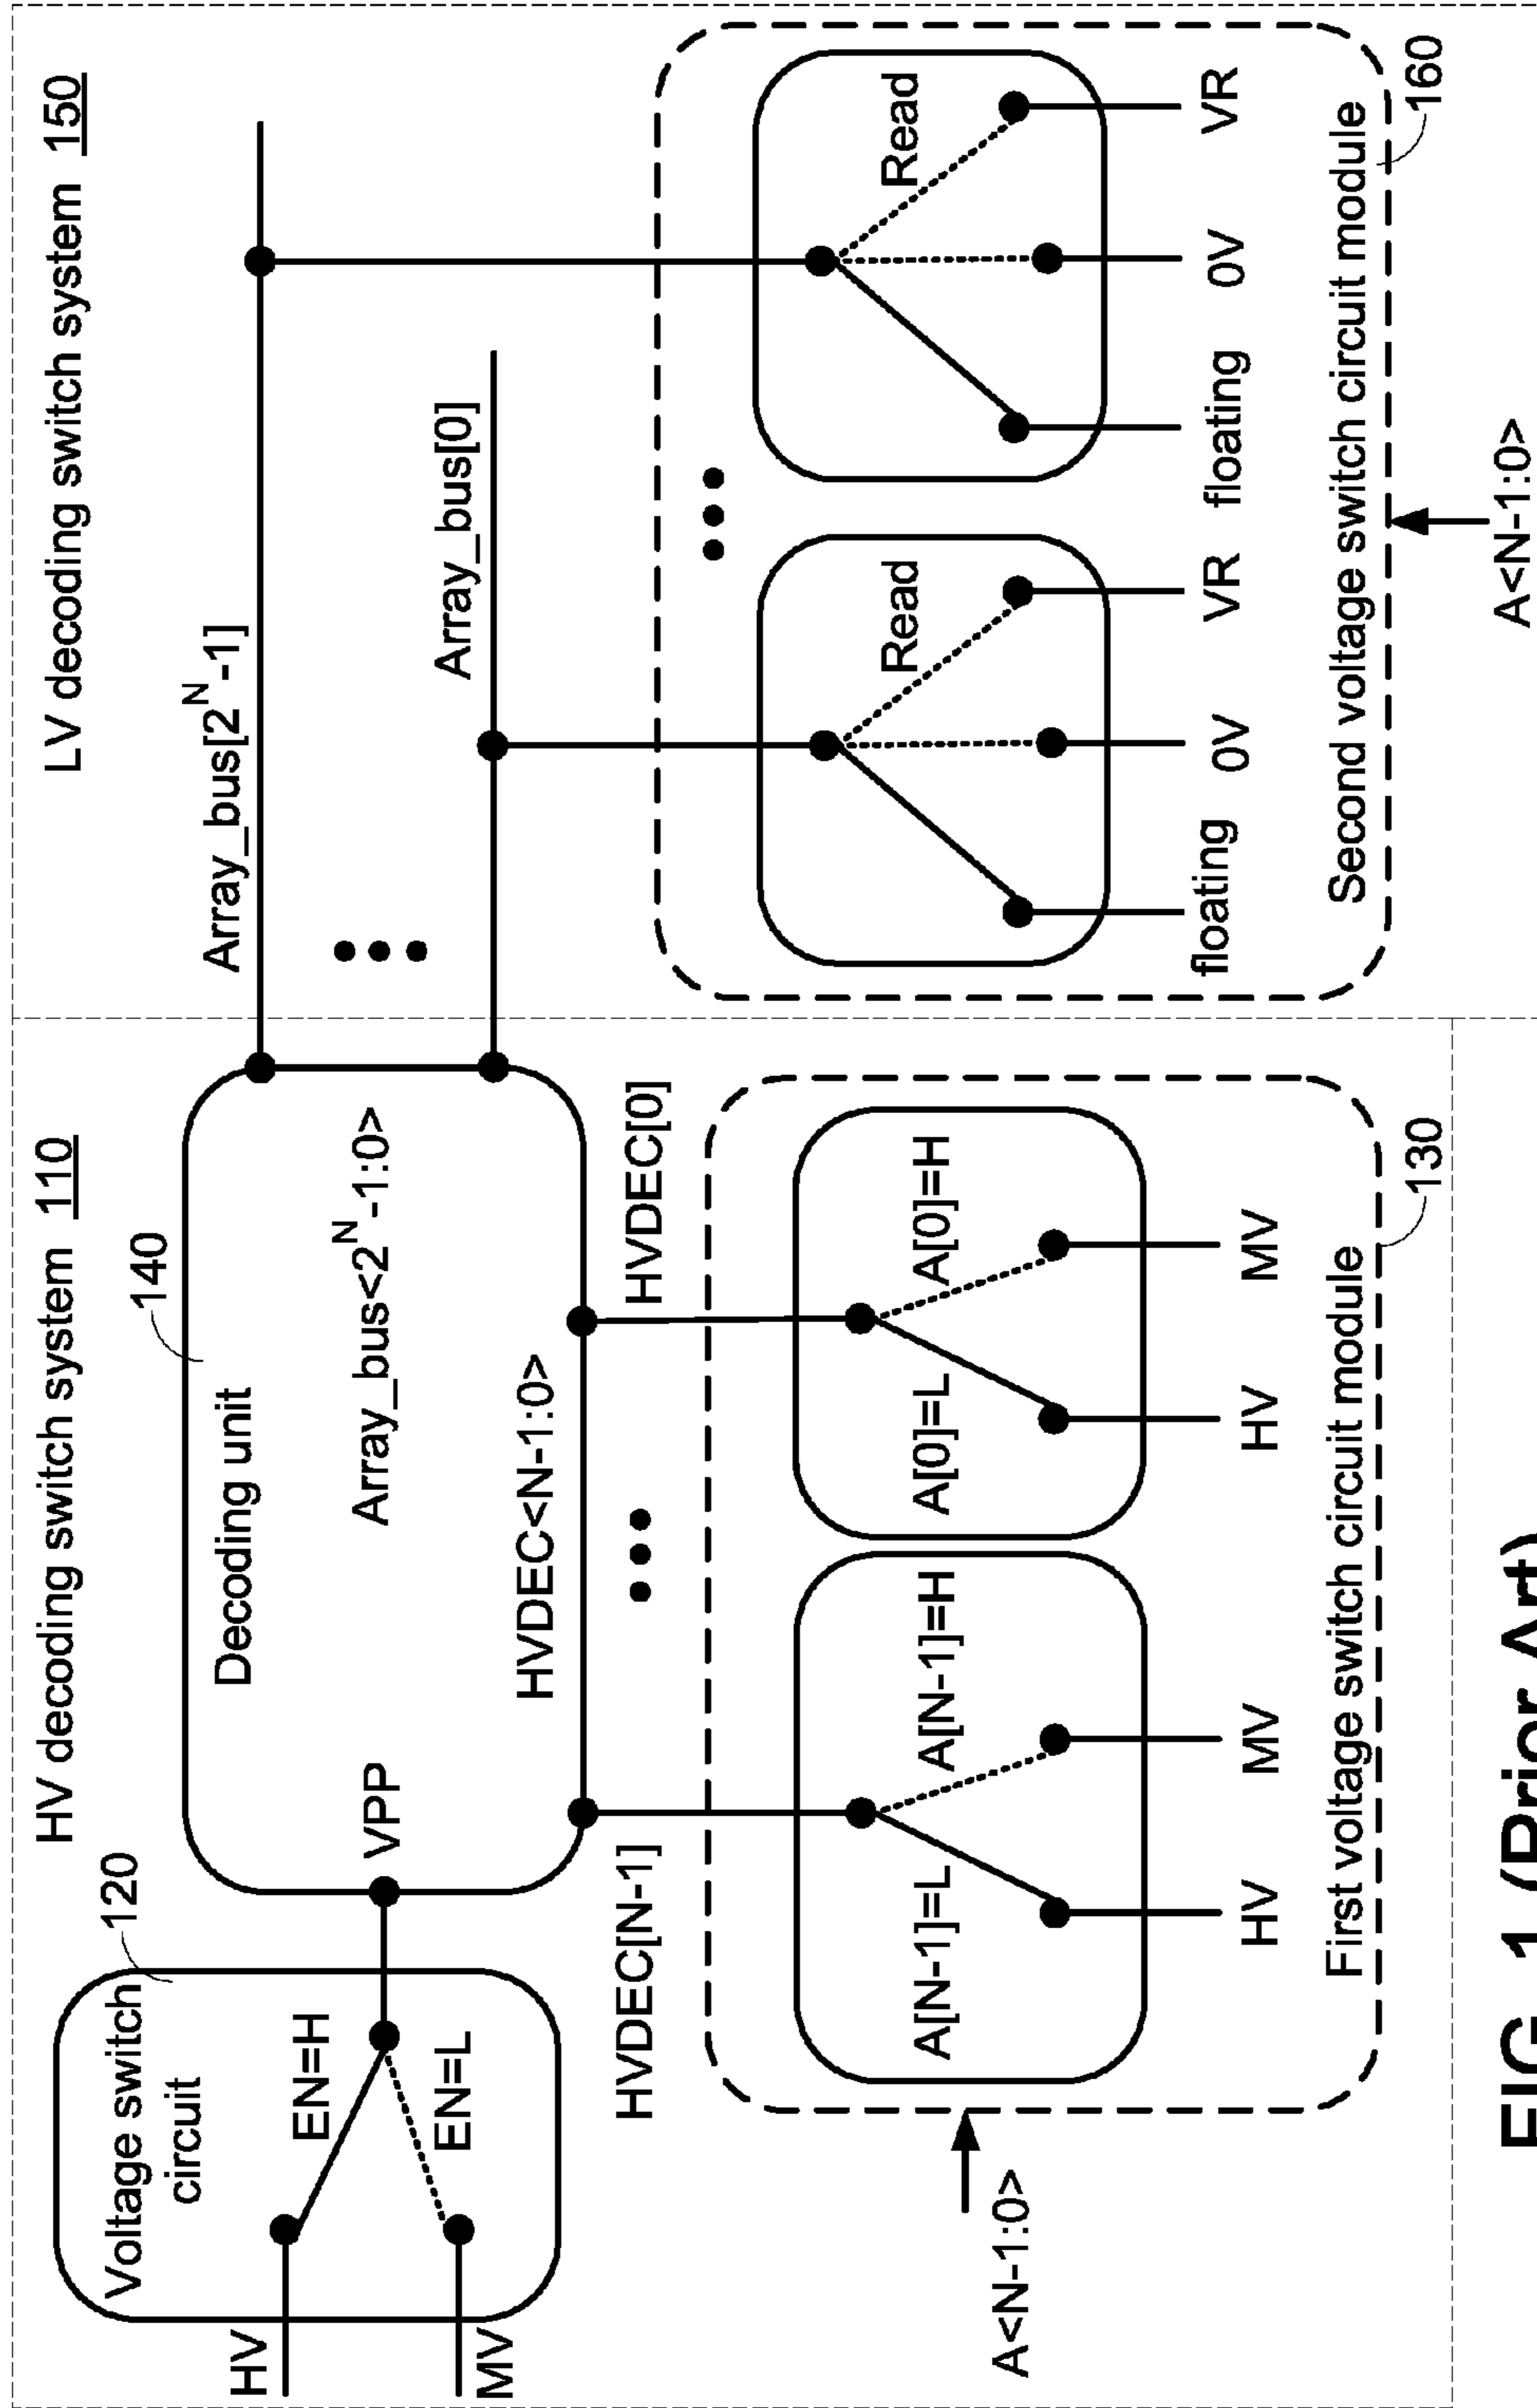 HV decoding switch system 110
LV decoding switch system 150
120
Voltage switch
circuit
HV
EN=H
EN=L
MV
VPP
140
Decoding unit
Array_bus<2^N-1:0>
HVDEC<N-1:0>
Array_bus[2^N-1]
Array_bus[0]
HVDEC[N-1]
HVDEC[0]
A<N-1:0>
A[N-1]=L
A[N-1]=H
HV
MV
A[0]=L
A[0]=H
HV
MV
First voltage switch circuit module
130
Read
floating
0V
VR
Read
floating
0V
VR
Second voltage switch circuit module
160
A<N-1:0>
FIG. 1 (Prior Art)